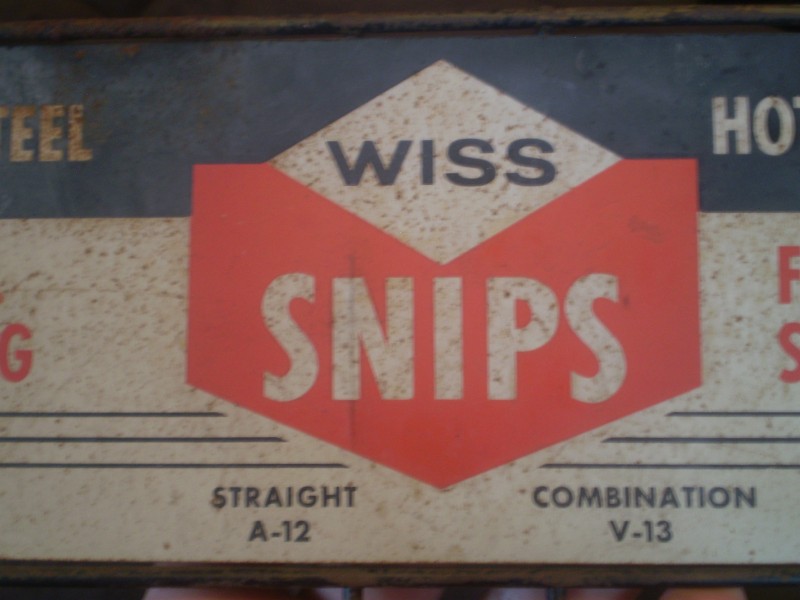 WISS
SNIPS
STRAIGHT
A-12
COMBINATION
V-13